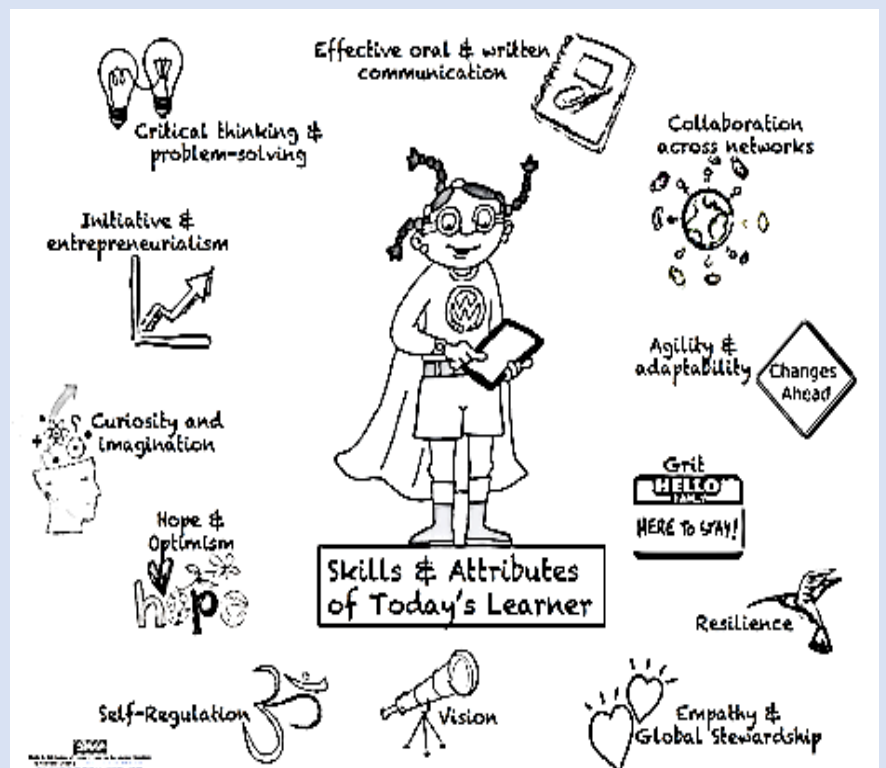 Effective oral & written
communication
Critical thinking &
problem-solving
Collaboration
across networks
Initiative &
entrepreneurialism
Agility &
adaptability
Changes
Ahead
Curiosity and
imagination
Grit
HELLO
HERE TO STAY!
Hope &
Optimism
hope
Skills & Attributes
of Today's Learner
Resilience
Self-Regulation
Vision
Empathy &
Global Stewardship
W